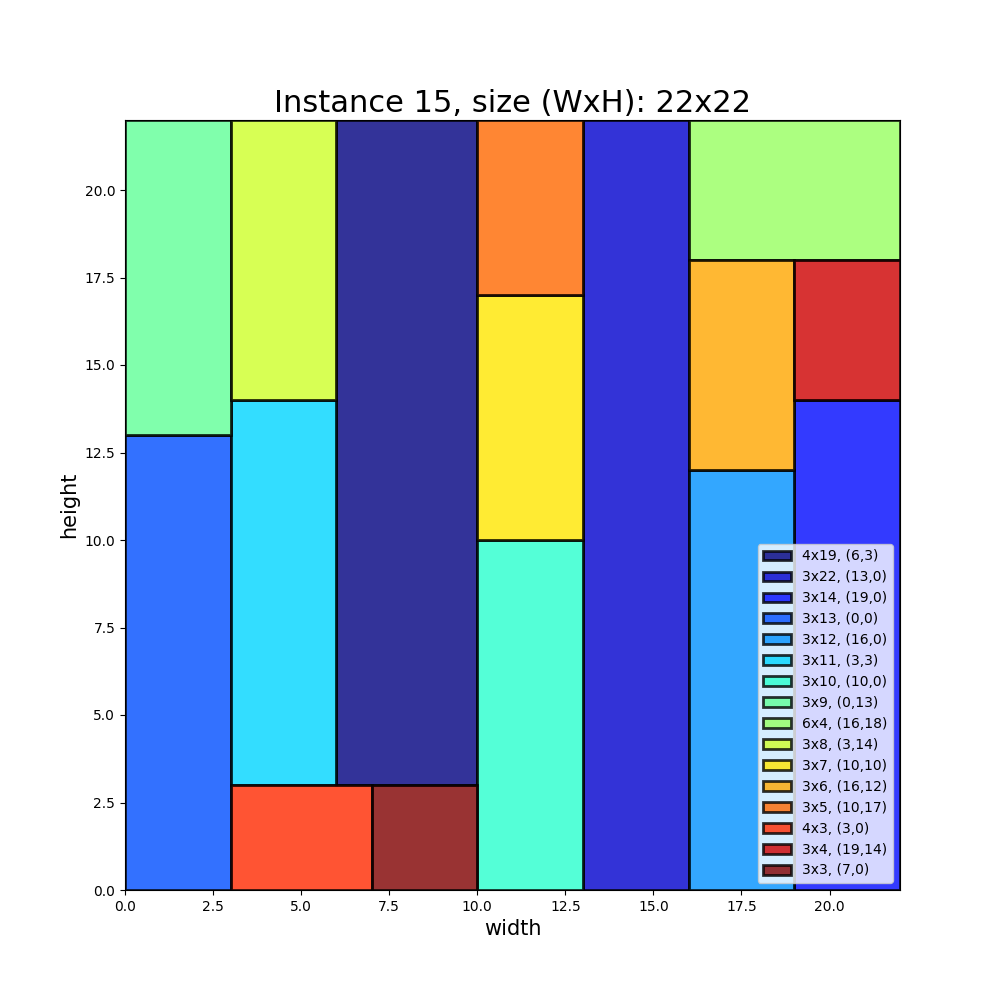 Instance 15, size (WxH): 22x22
height
20.0
17.5
15.0
12.5
10.0
7.5
5.0
2.5
0.0
4x19, (6,3)
3x22, (13,0)
3x14, (19,0)
3x13, (0,0)
3x12, (16,0)
3x11, (3,3)
3x10, (10,0)
3x9, (0,13)
6x4, (16,18)
3x8, (3,14)
3x7, (10,10)
3x6, (16,12)
3x5, (10,17)
4x3, (3,0)
3x4, (19,14)
3x3, (7,0)
0.0 2.5 5.0 7.5 10.0 12.5 15.0 17.5 20.0
width